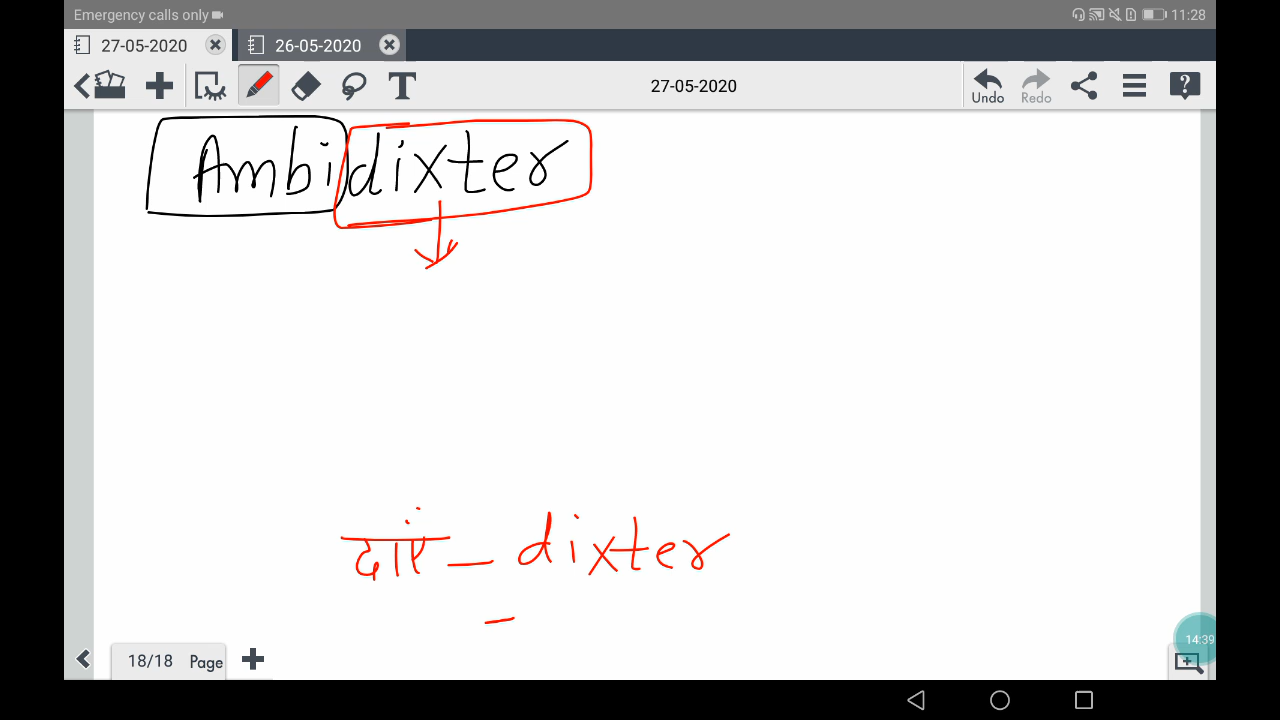 Emergency calls only
11:28
27-05-2020
26-05-2020
27-05-2020
Undo
Redo
Ambidixter
- dixter
14:39
18/18 Page